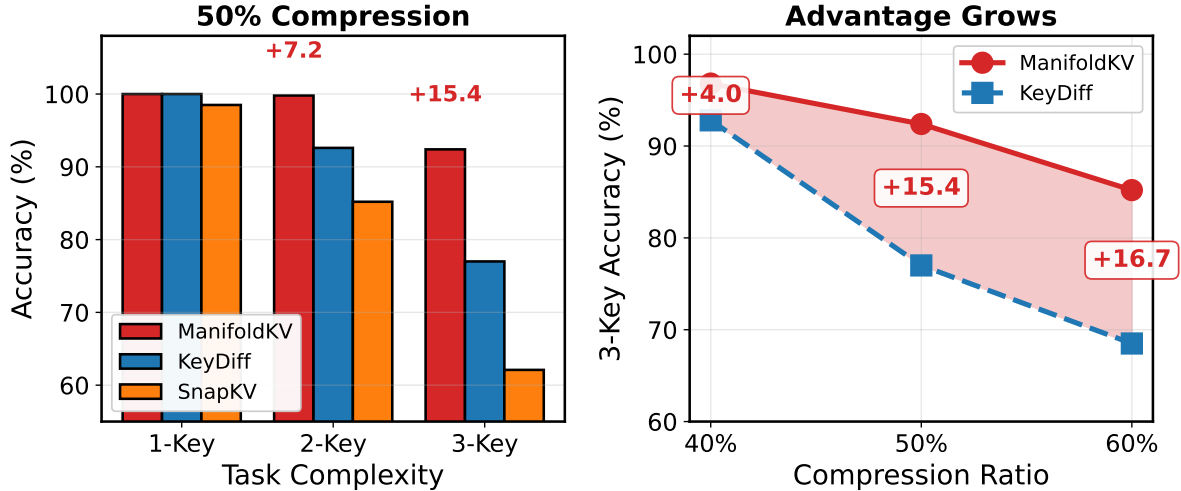 50% Compression
Accuracy (%)
100
90
80
70
60
+7.2
+15.4
ManifoldKV
KeyDiff
SnapKV
1-Key
2-Key
3-Key
Task Complexity
Advantage Grows
3-Key Accuracy (%)
100
90
80
70
60
ManifoldKV
KeyDiff
+4.0
+15.4
+16.7
40%
50%
60%
Compression Ratio